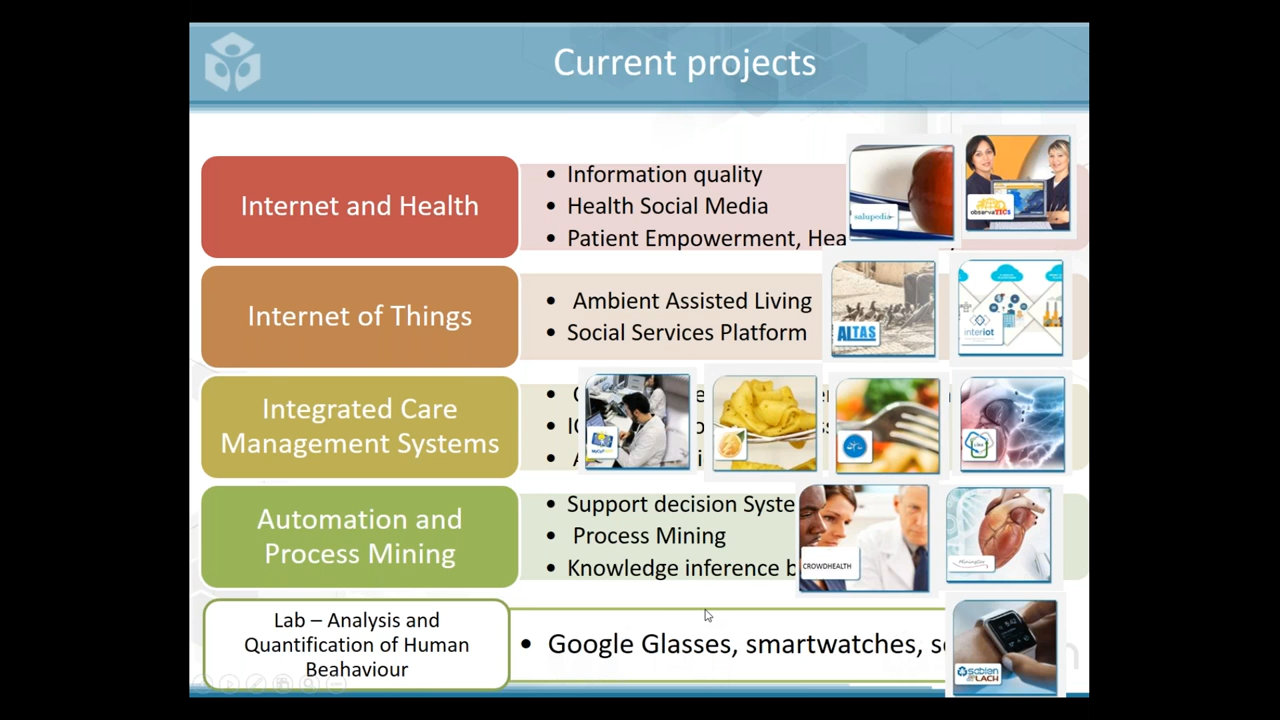 Current projects
Internet and Health
• Information quality
• Health Social Media
• Patient Empowerment, Hea
salupedia
observaTICs
Internet of Things
• Ambient Assisted Living
• Social Services Platform
ALTAS
interiot
Integrated Care
Management Systems
Automation and
Process Mining
• Support decision Syste
• Process Mining
• Knowledge inference b
CROWDHEALTH
Lab – Analysis and
Quantification of Human
Beahaviour
• Google Glasses, smartwatches, se
sabien
LACH